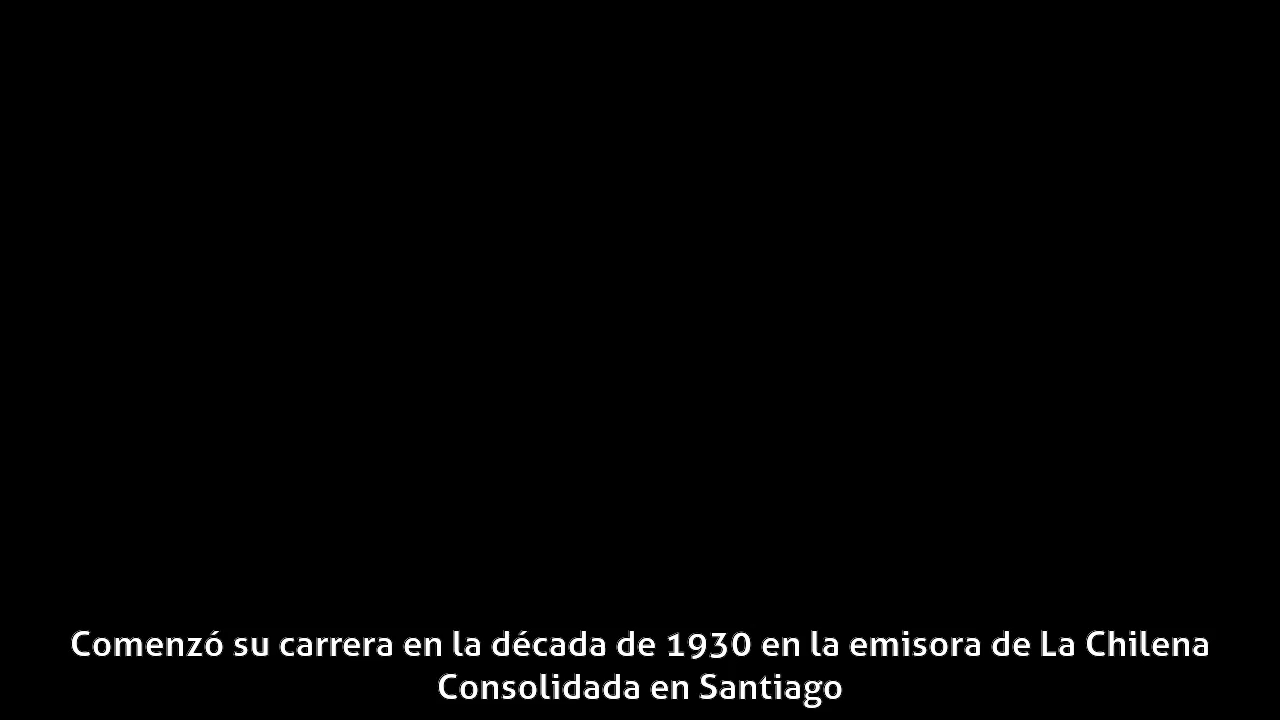 Comenzó su carrera en la década de 1930 en la emisora de La Chilena
Consolidada en Santiago